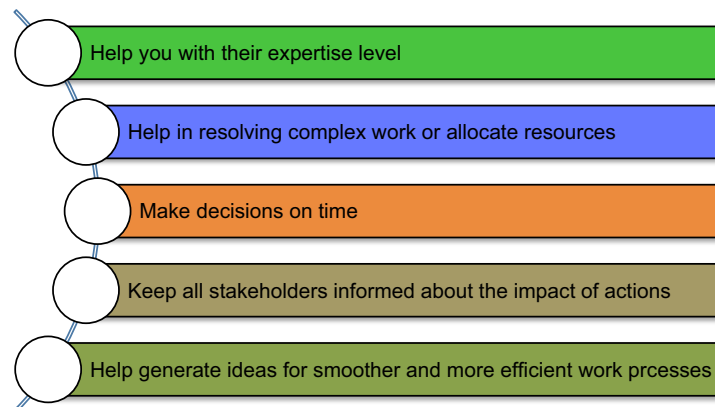 Help you with their expertise level
Help in resolving complex work or allocate resources
Make decisions on time
Keep all stakeholders informed about the impact of actions
Help generate ideas for smoother and more efficient work prcesses